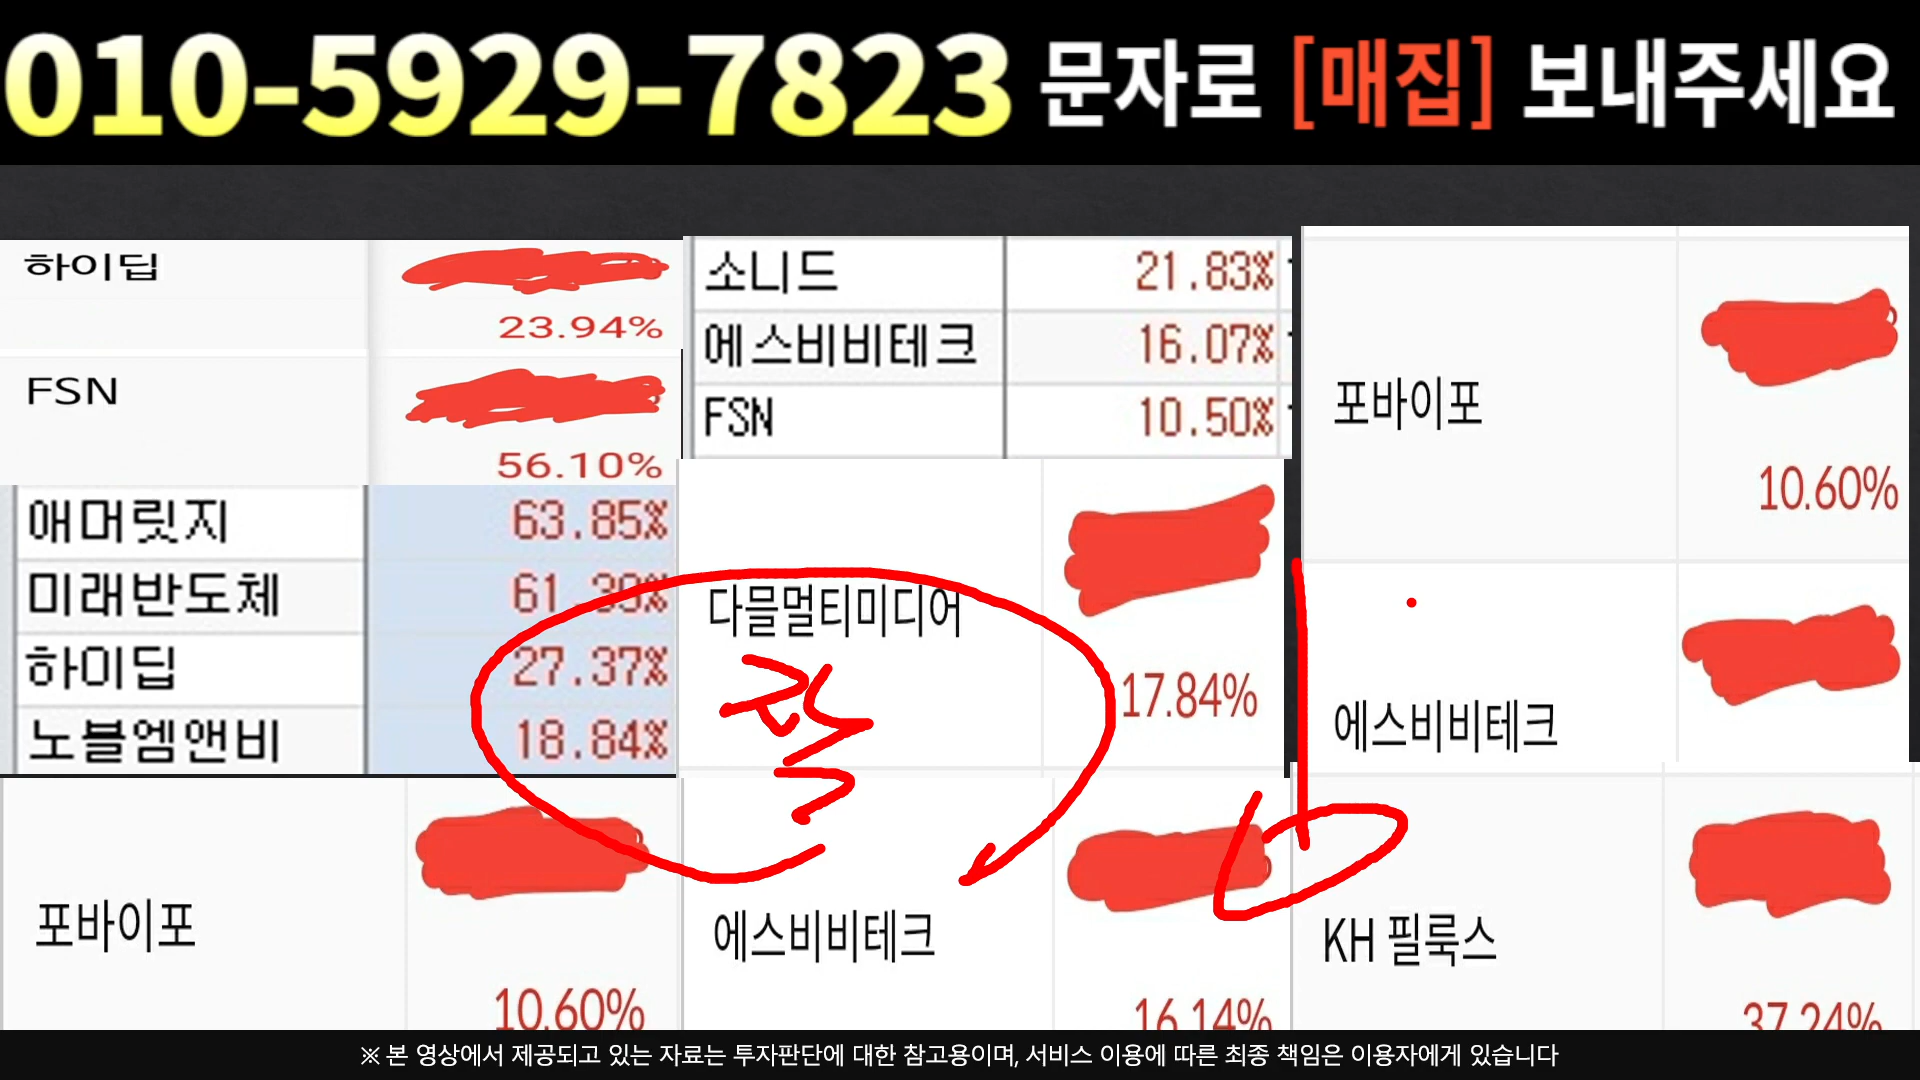 010-5929-7823 문자로 [매집] 보내주세요
하이딥
23.94%
FSN
56.10%
애머릿지 63.85%
미래반도체 61.39%
하이딥 27.37%
노블엠앤비 18.84%
포바이포
10.60%
소니드 21.83%
에스비비테크 16.07%
FSN 10.50%
다믈멀티미디어
17.84%
에스비비테크
16.14%
포바이포
10.60%
에스비비테크
KH 필룩스
37.24%
※ 본 영상에서 제공되고 있는 자료는 투자판단에 대한 참고용이며, 서비스 이용에 따른 최종 책임은 이용자에게 있습니다